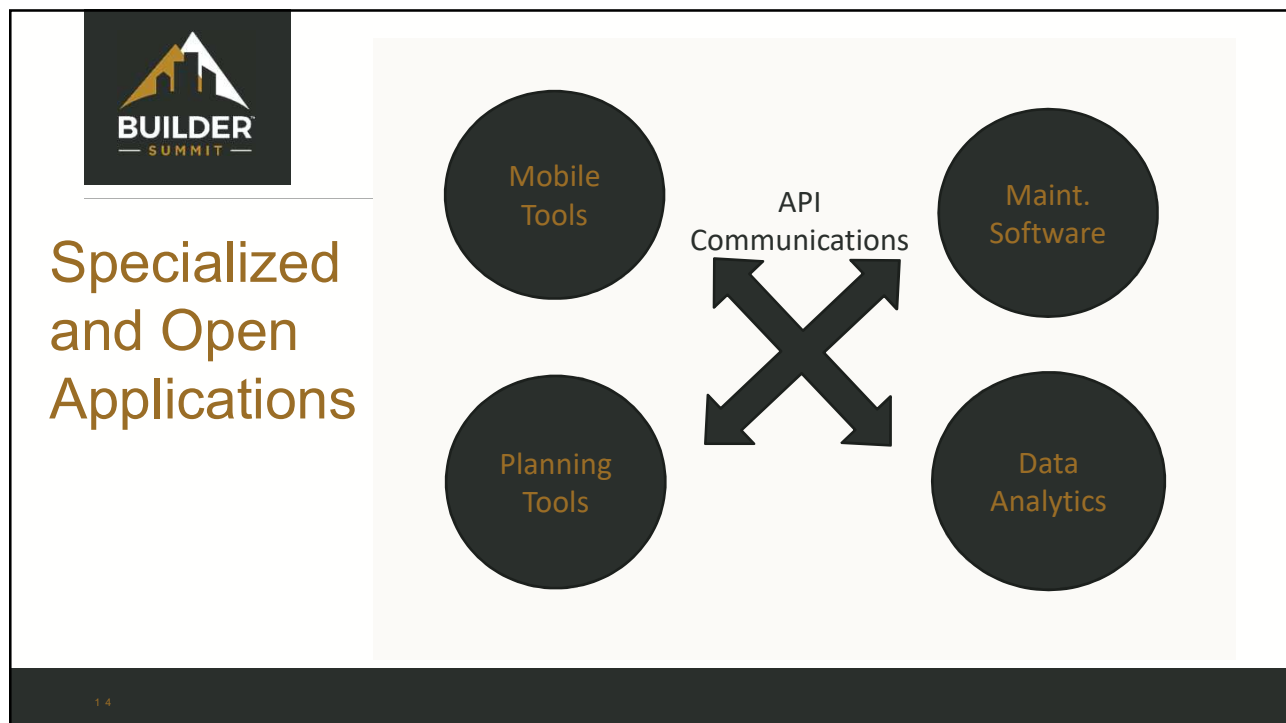 BUILDER
SUMMIT
Specialized
and Open
Applications
Mobile
Tools
API
Communications
Maint.
Software
Planning
Tools
Data
Analytics
14